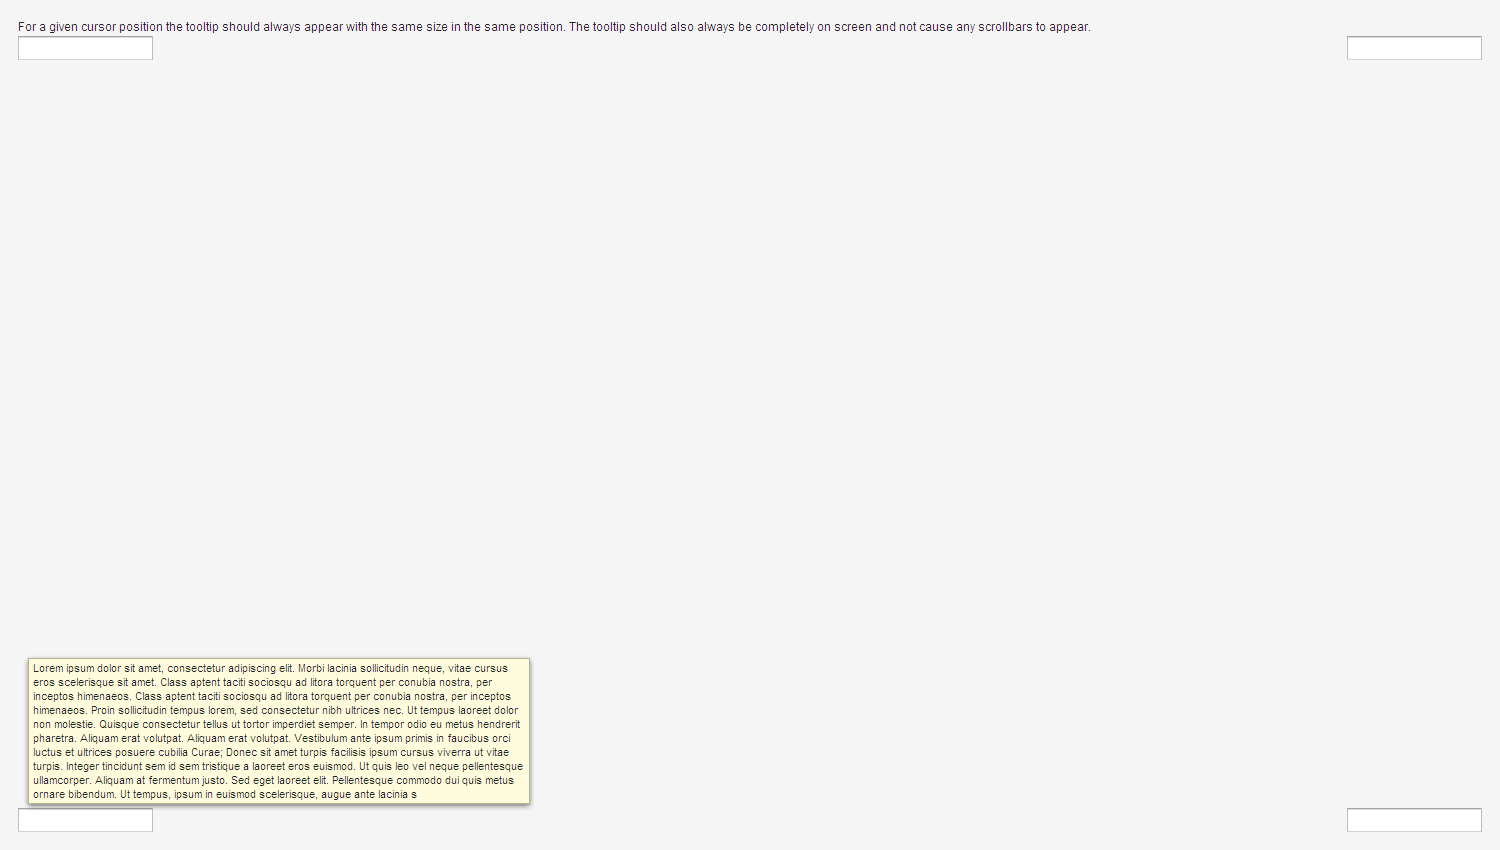 For a given cursor position the tooltip should always appear with the same size in the same position. The tooltip should also always be completely on screen and not cause any scrollbars to appear.
Lorem ipsum dolor sit amet, consectetur adipiscing elit. Morbi lacinia sollicitudin neque, vitae cursus
eros scelerisque sit amet. Class aptent taciti sociosqu ad litora torquent per conubia nostra, per
inceptos himenaeos. Class aptent taciti sociosqu ad litora torquent per conubia nostra, per inceptos
himenaeos. Proin sollicitudin tempus lorem, sed consectetur nibh ultrices nec. Ut tempus laoreet dolor
non molestie. Quisque consectetur tellus ut tortor imperdiet semper. In tempor odio eu metus hendrerit
pharetra. Aliquam erat volutpat. Aliquam erat volutpat. Vestibulum ante ipsum primis in faucibus orci
luctus et ultrices posuere cubilia Curae; Donec sit amet turpis facilisis ipsum cursus viverra ut vitae
turpis. Integer tincidunt sem id sem tristique a laoreet eros euismod. Ut quis leo vel neque pellentesque
ullamcorper. Aliquam at fermentum justo. Sed eget laoreet elit. Pellentesque commodo dui quis metus
ornare bibendum. Ut tempus, ipsum in euismod scelerisque, augue ante lacinia s